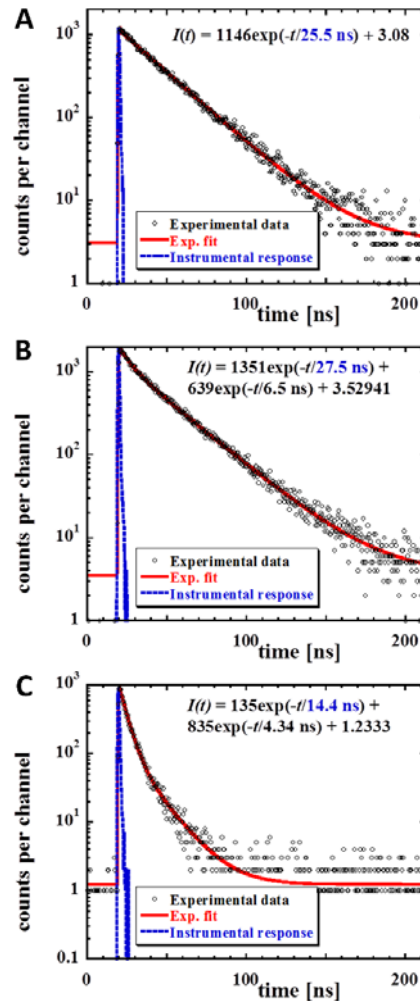 A
I(t) = 1146exp(-t/25.5 ns) + 3.08
counts per channel
10³
10²
10
1
Experimental data
Exp. fit
Instrumental response
0
100
200
time [ns]
B
I(t) = 1351exp(-t/27.5 ns) +
639exp(-t/6.5 ns) + 3.52941
counts per channel
10³
10²
10
1
Experimental data
Exp. fit
Instrumental response
0
100
200
time [ns]
C
I(t) = 135exp(-t/14.4 ns) +
835exp(-t/4.34 ns) + 1.2333
counts per channel
10³
10²
10
1
0.1
Experimental data
Exp. fit
Instrumental response
0
100
200
time [ns]